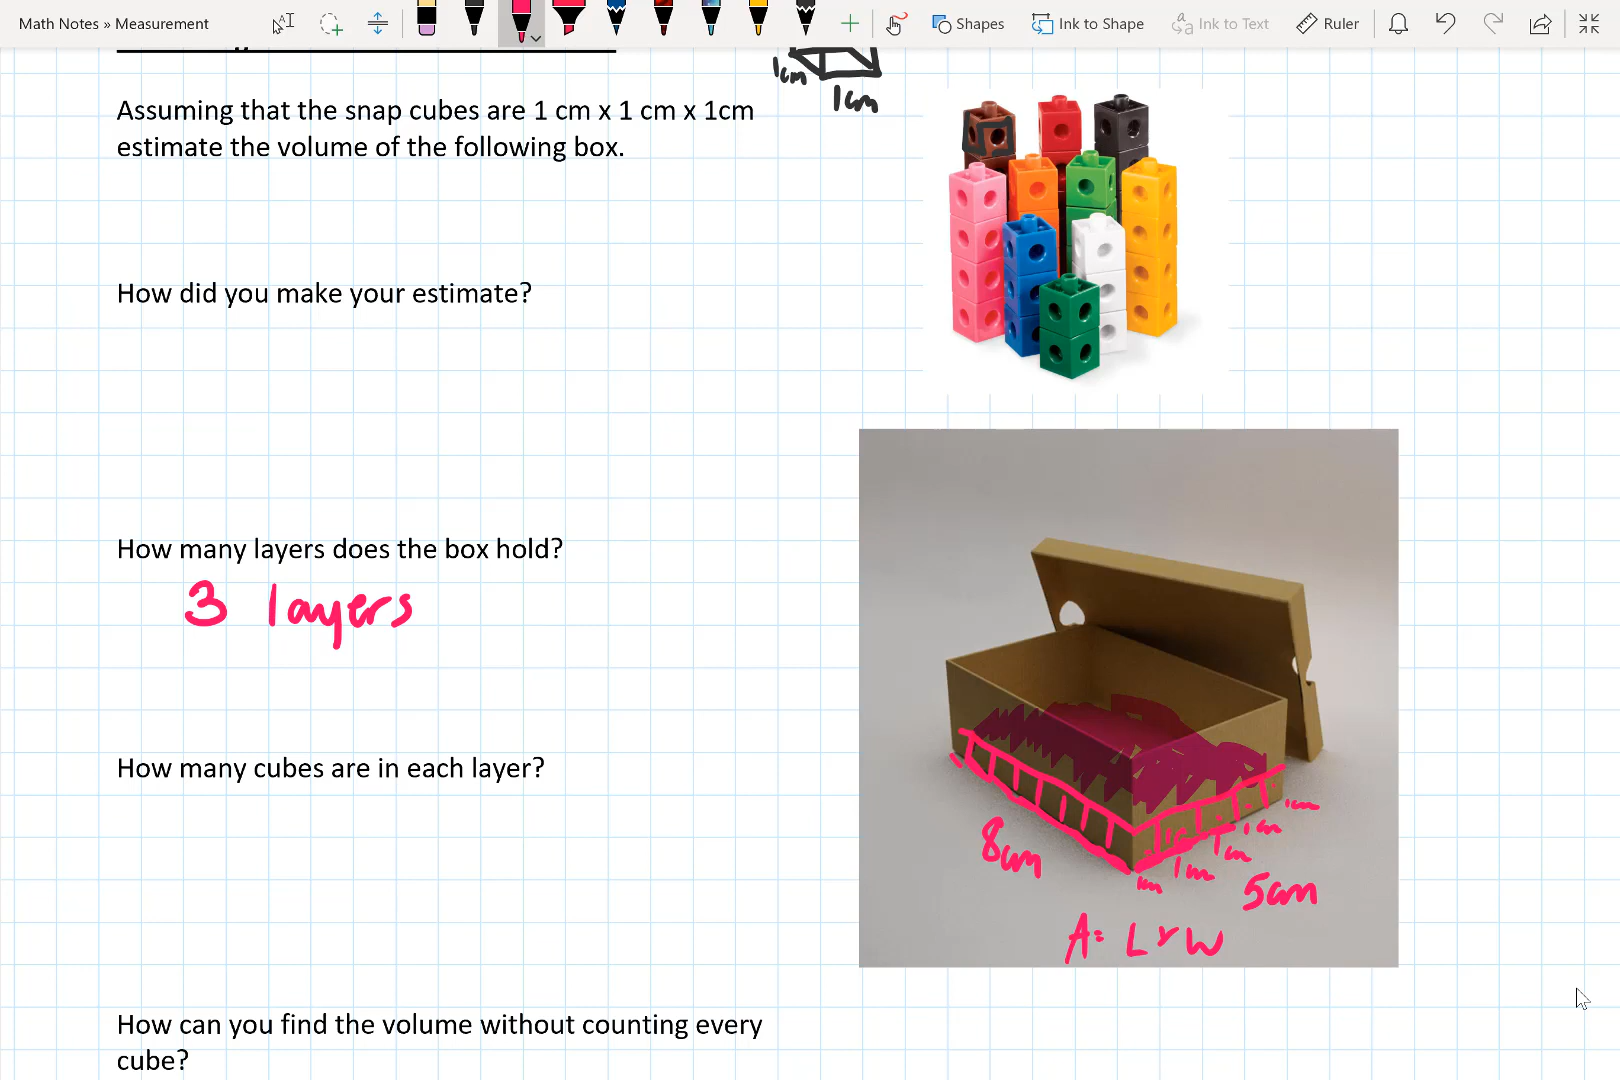 Math Notes » Measurement
Shapes
Ink to Shape
Ink to Text
Ruler
1cm
1cm
Assuming that the snap cubes are 1 cm x 1 cm x 1cm
estimate the volume of the following box.
How did you make your estimate?
How many layers does the box hold?
3 layers
How many cubes are in each layer?
8cm
1cm
1cm
1cm
cm
1cm
5cm
A= L x W
How can you find the volume without counting every
cube?